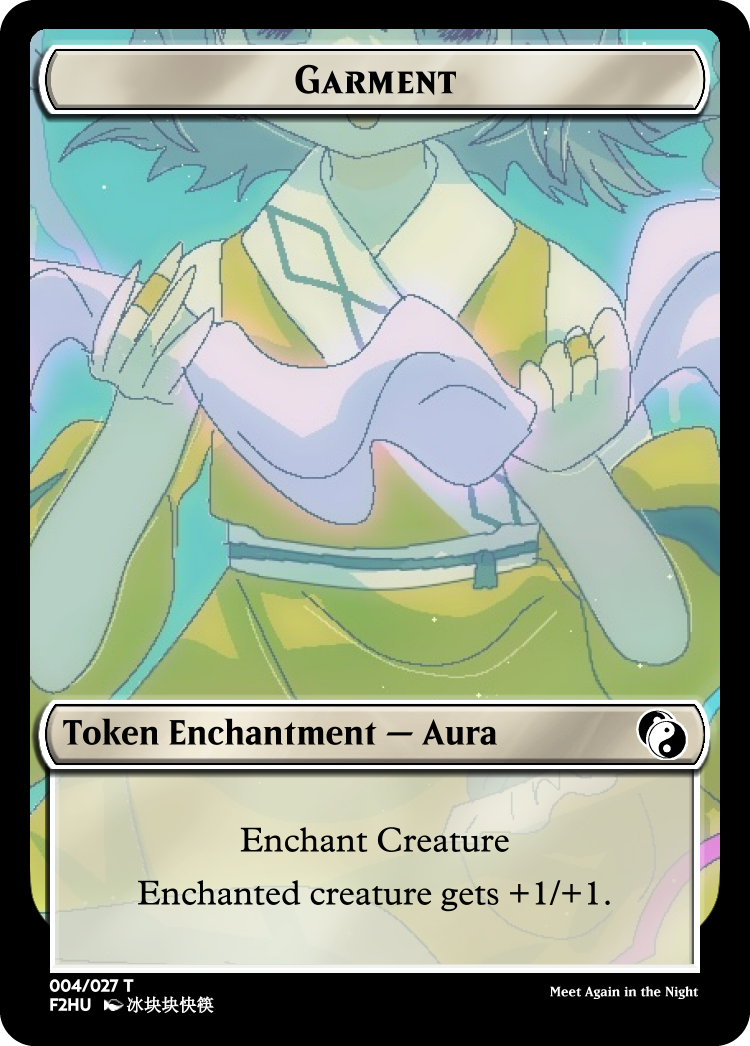 Garment
Token Enchantment — Aura
Enchant Creature
Enchanted creature gets +1/+1.
004/027 T
F2HU 冰块块快筷
Meet Again in the Night